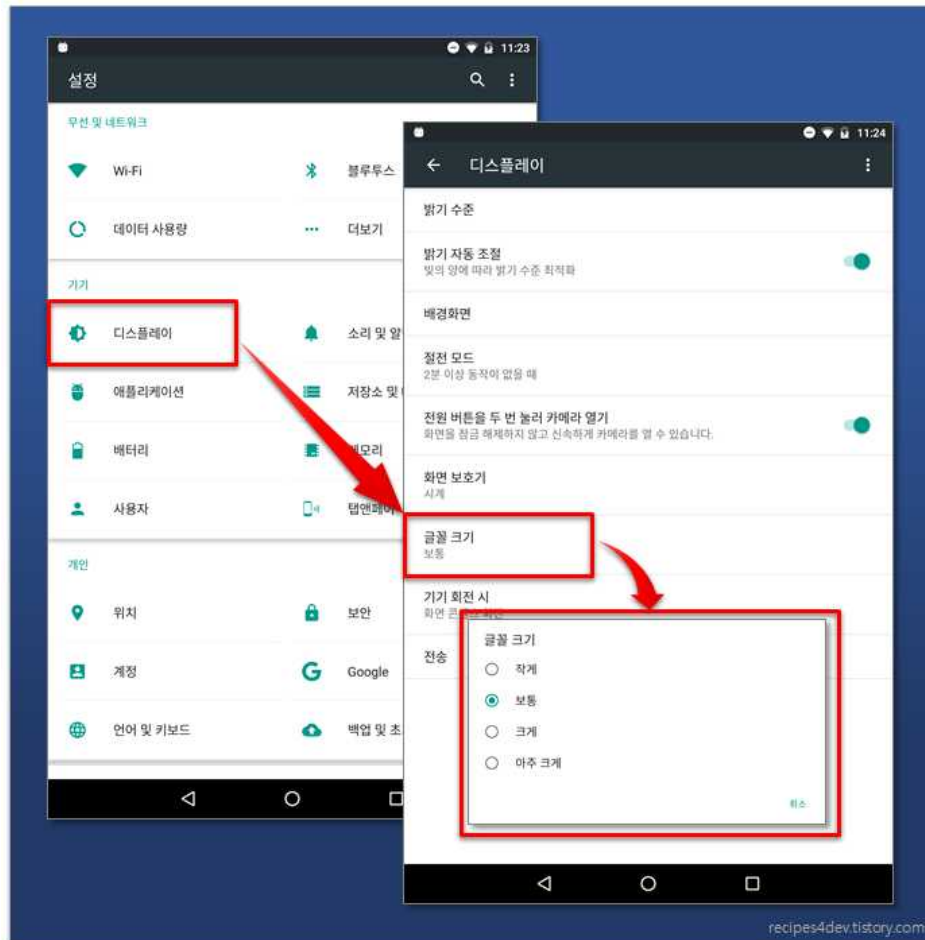 11:23
설정
무선 및 네트워크
Wi-Fi
블루투스
데이터 사용량
더보기
기기
디스플레이
소리 및 알
애플리케이션
저장소 및
배터리
메모리
사용자
탭앤페이
개인
위치
보안
계정
Google
언어 및 키보드
백업 및 초
11:24
디스플레이
밝기 수준
밝기 자동 조절
빛의 양에 따라 밝기 수준 최적화
배경화면
절전 모드
2분 이상 동작이 없을 때
전원 버튼을 두 번 눌러 카메라 열기
화면을 잠금 해제하지 않고 신속하게 카메라를 열 수 있습니다.
화면 보호기
시계
글꼴 크기
보통
기기 회전 시
화면 콘텐츠 회전
전송
글꼴 크기
작게
보통
크게
아주 크게
취소
recipes4dev.tistory.com